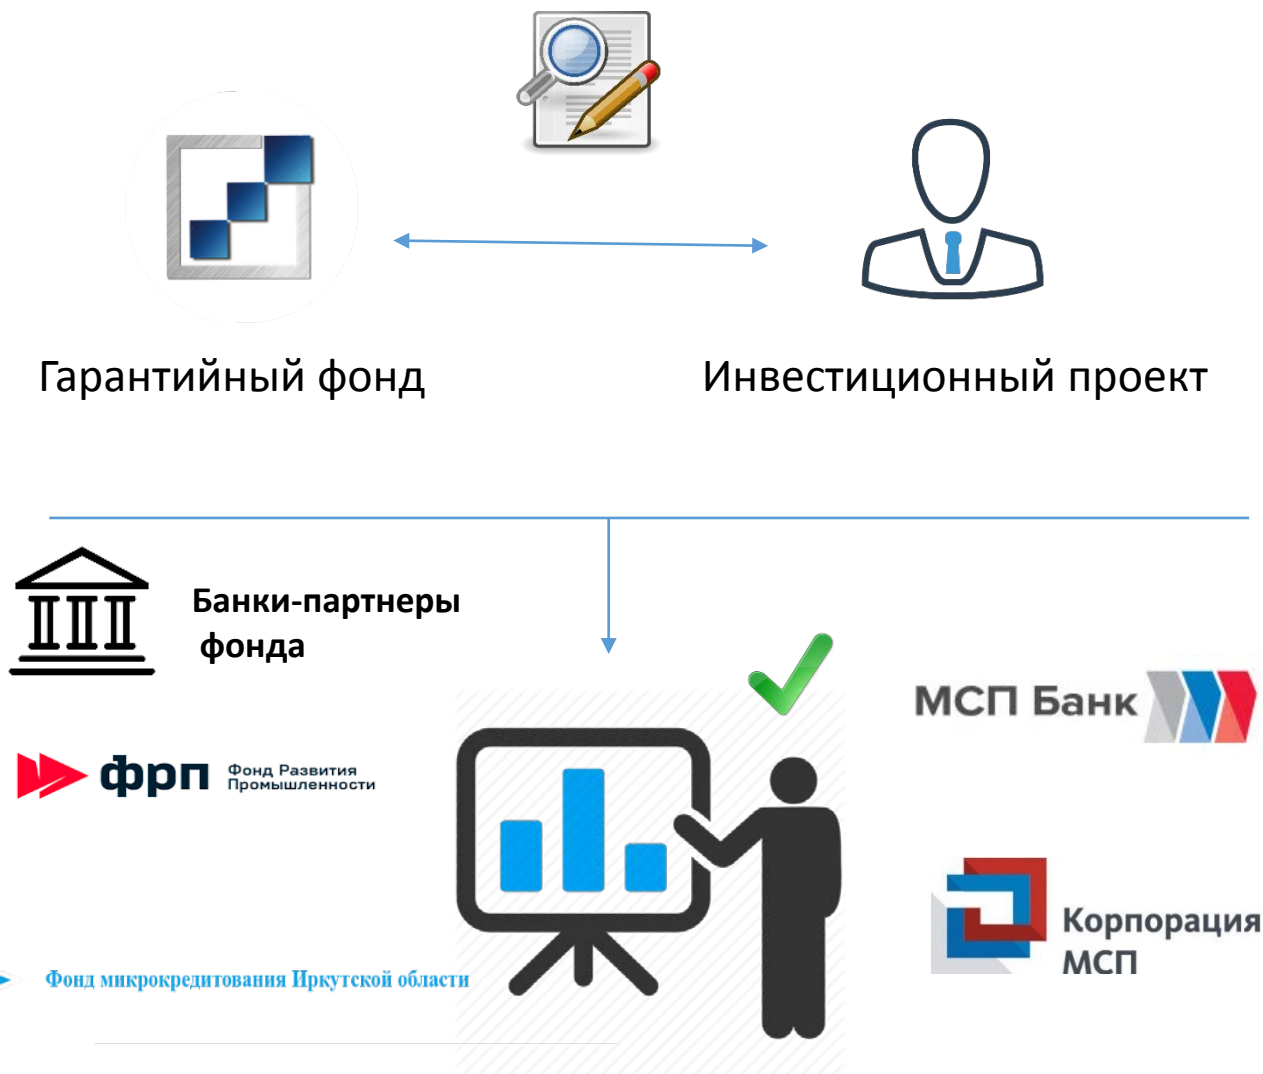 Гарантийный фонд
Инвестиционный проект
Банки-партнеры
фонда
МСП Банк
фрп
Фонд Развития
Промышленности
Корпорация
МСП
Фонд микрокредитования Иркутской области